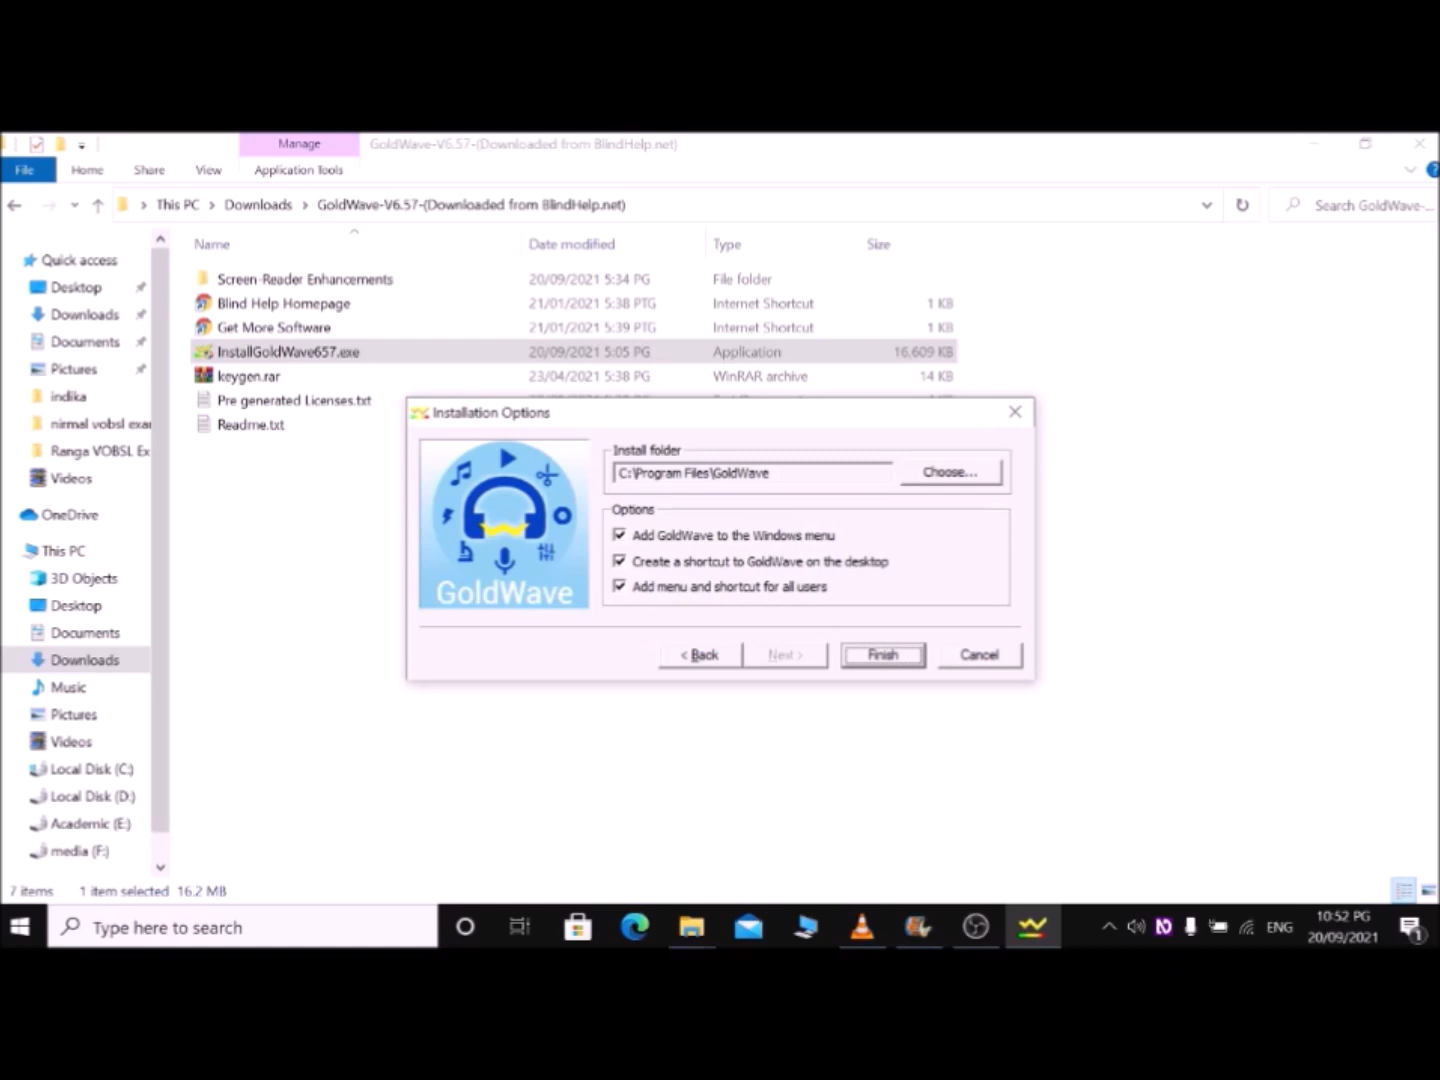 Manage
GoldWave-V6.57-(Downloaded from BlindHelp.net)
File
Home
Share
View
Application Tools
This PC > Downloads > GoldWave-V6.57-(Downloaded from BlindHelp.net)
Search GoldWave-...
Name
Date modified
Type
Size
Quick access
Desktop
Downloads
Documents
Pictures
indika
nirmal vobsl exa
Ranga VOBSL Ex
Videos
OneDrive
This PC
3D Objects
Desktop
Documents
Downloads
Music
Pictures
Videos
Local Disk (C:)
Local Disk (D:)
Academic (E:)
media (F:)
Screen-Reader Enhancements 20/09/2021 5:34 PG File folder
Blind Help Homepage 21/01/2021 5:38 PTG Internet Shortcut 1 KB
Get More Software 21/01/2021 5:39 PTG Internet Shortcut 1 KB
InstallGoldWave657.exe 20/09/2021 5:05 PG Application 16,609 KB
keygen.rar 23/04/2021 5:38 PG WinRAR archive 14 KB
Pre generated Licenses.txt
Readme.txt
Installation Options
GoldWave
Install folder
C:\Program Files\GoldWave
Choose...
Options
Add GoldWave to the Windows menu
Create a shortcut to GoldWave on the desktop
Add menu and shortcut for all users
< Back
Next >
Finish
Cancel
7 items 1 item selected 16.2 MB
Type here to search
ENG
10:52 PG
20/09/2021
1